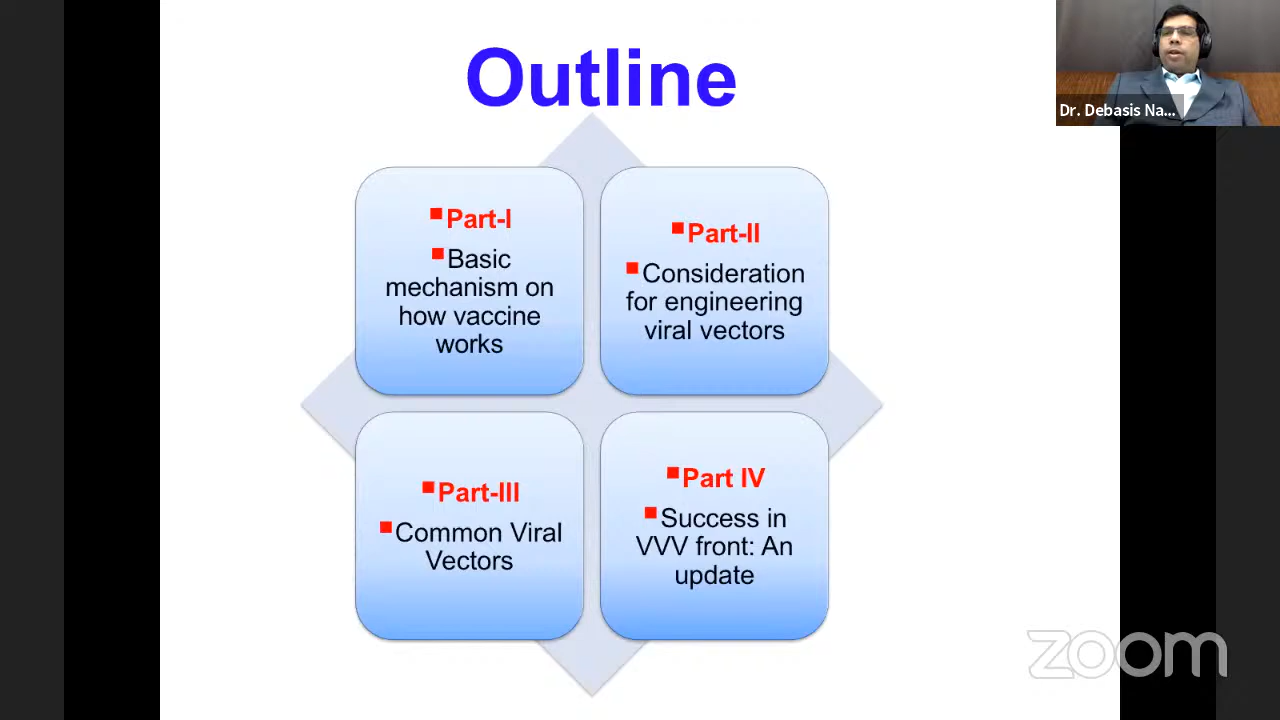 Outline
Part-I
Basic
mechanism on
how vaccine
works
Part-II
Consideration
for engineering
viral vectors
Part-III
Common Viral
Vectors
Part IV
Success in
VVV front: An
update
Dr. Debasis Na...
zoom